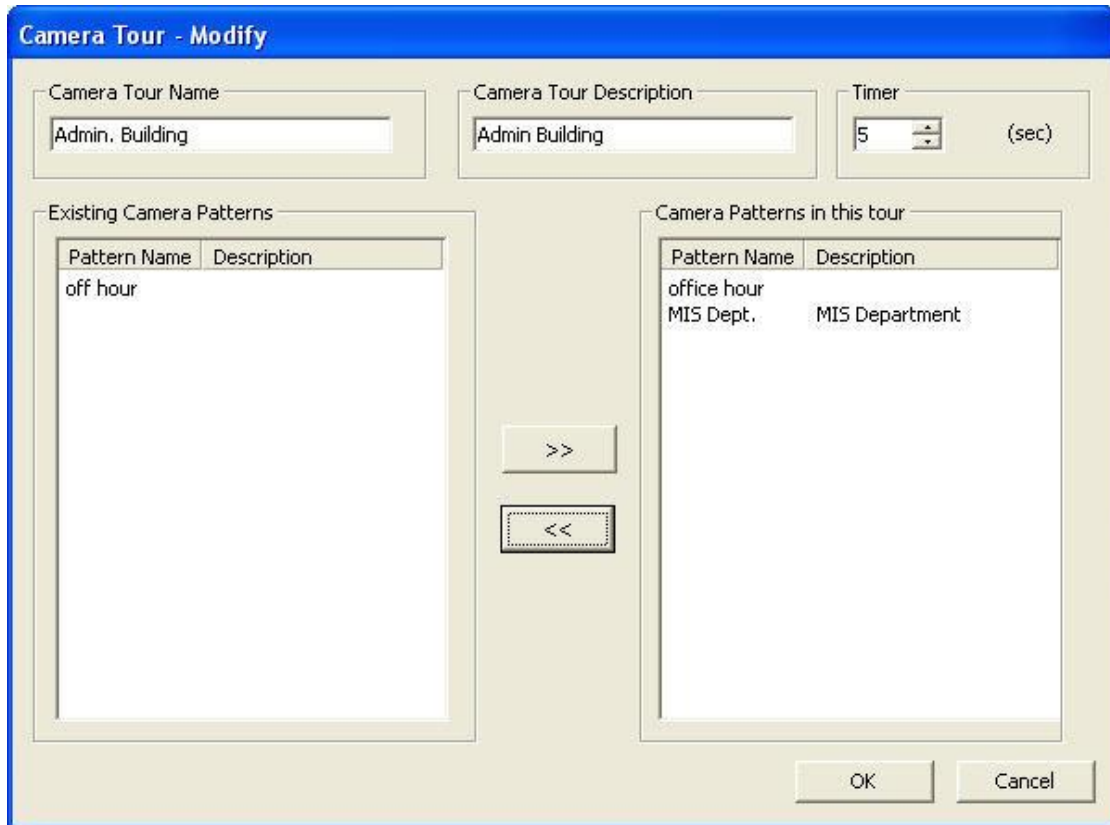 Camera Tour - Modify
Camera Tour Name
Admin. Building
Camera Tour Description
Admin Building
Timer
5
(sec)
Existing Camera Patterns
Pattern Name Description
off hour
>>
<<
Camera Patterns in this tour
Pattern Name Description
office hour
MIS Dept. MIS Department
OK
Cancel